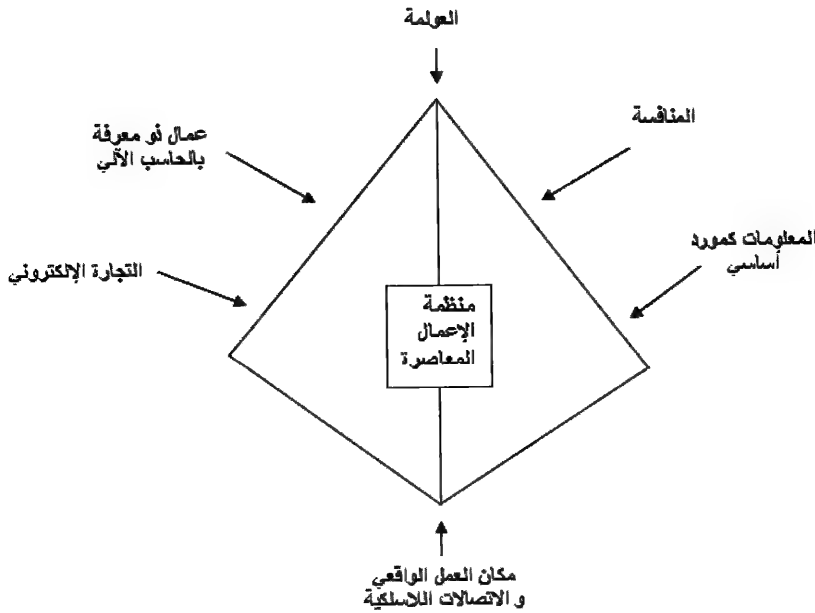 العولمة
المنافسة
عمال ذو معرفة
بالحاسب الآلي
المعلومات كمورد
أساسي
التجارة الإلكتروني
منظمة
الإعمال
المعاصرة
مكان العمل الواقعي
و الاتصالات اللاسلكية